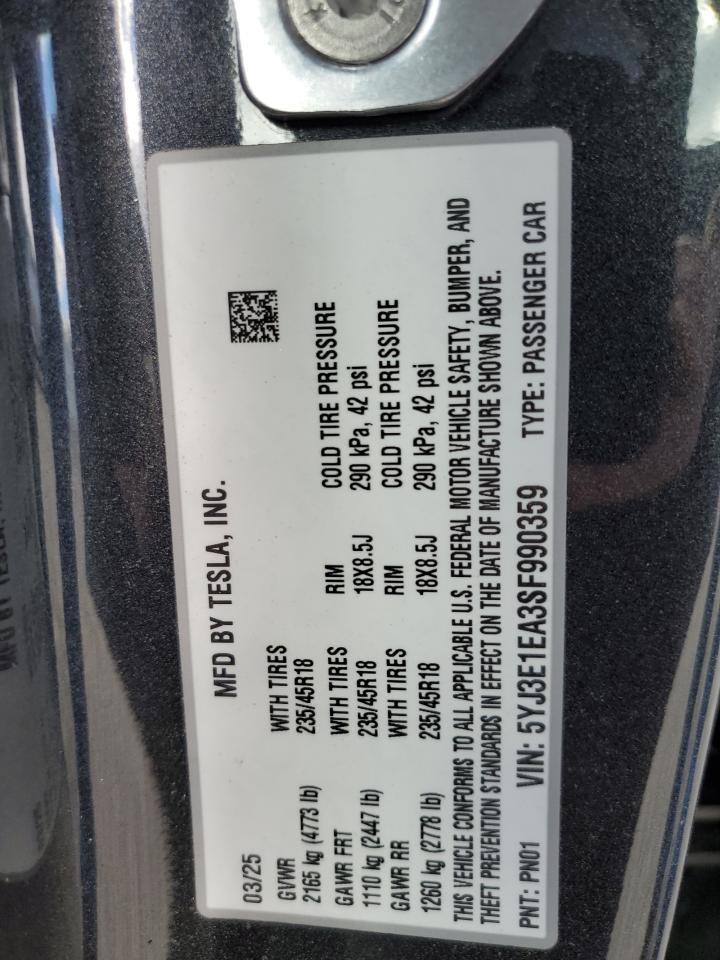 MFD BY TESLA, INC.
03/25
GVWR WITH TIRES
2165 kg (4773 lb) 235/45R18
GAWR FRT WITH TIRES RIM COLD TIRE PRESSURE
1110 kg (2447 lb) 235/45R18 18X8.5J 290 kPa, 42 psi
GAWR RR WITH TIRES RIM COLD TIRE PRESSURE
1260 kg (2778 lb) 235/45R18 18X8.5J 290 kPa, 42 psi
THIS VEHICLE CONFORMS TO ALL APPLICABLE U.S. FEDERAL MOTOR VEHICLE SAFETY, BUMPER, AND
THEFT PREVENTION STANDARDS IN EFFECT ON THE DATE OF MANUFACTURE SHOWN ABOVE.
PNT: PN01 VIN: 5YJ3E1EA3SF990359 TYPE: PASSENGER CAR